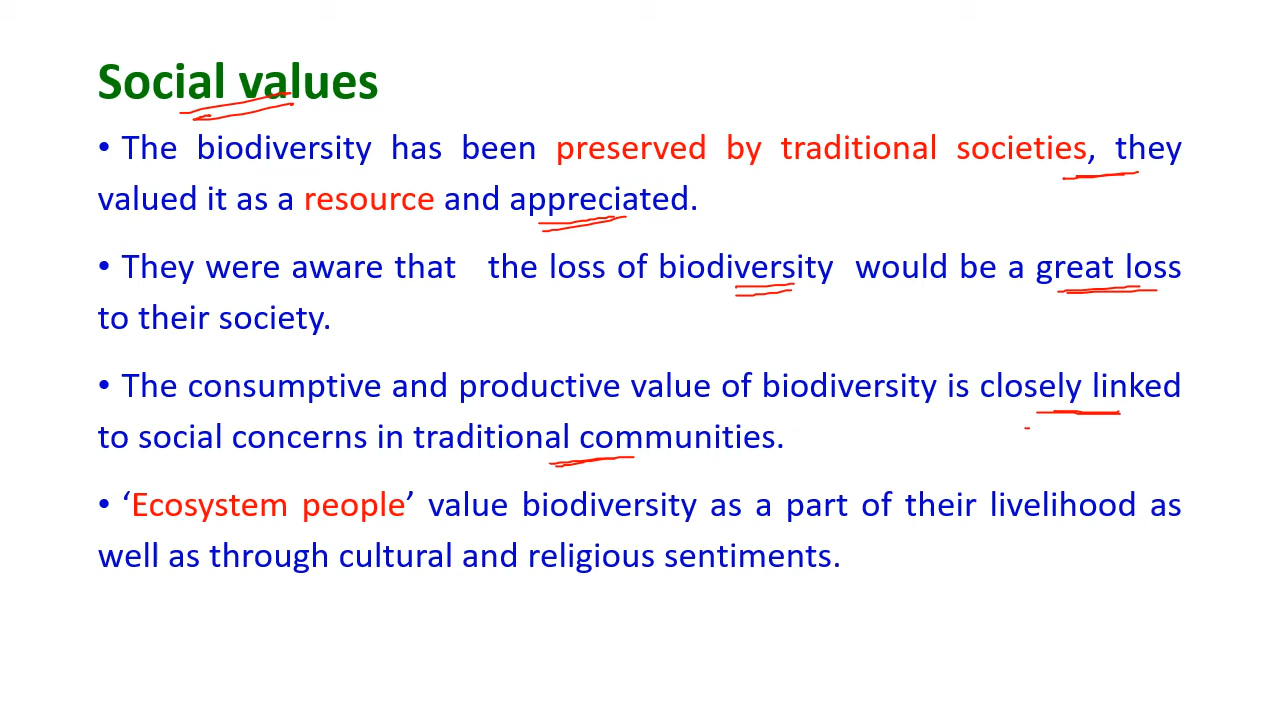 Social values
• The biodiversity has been preserved by traditional societies, they
valued it as a resource and appreciated.
• They were aware that the loss of biodiversity would be a great loss
to their society.
• The consumptive and productive value of biodiversity is closely linked
to social concerns in traditional communities.
• ‘Ecosystem people’ value biodiversity as a part of their livelihood as
well as through cultural and religious sentiments.